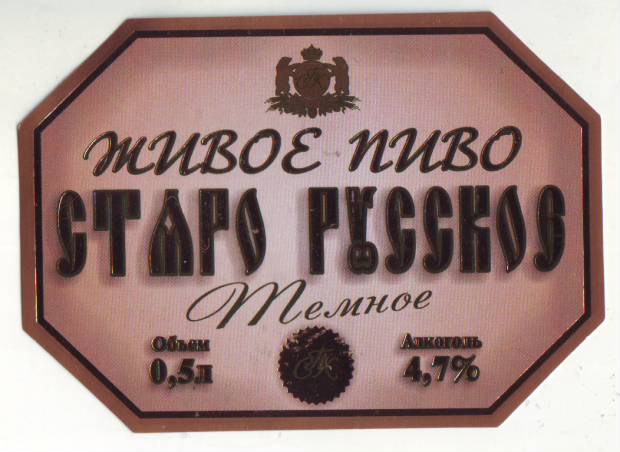 ЖИВОЕ ПИВО
СТАРО РУССКОЕ
Темное
Объем
0,5л
Алкоголь
4,7%